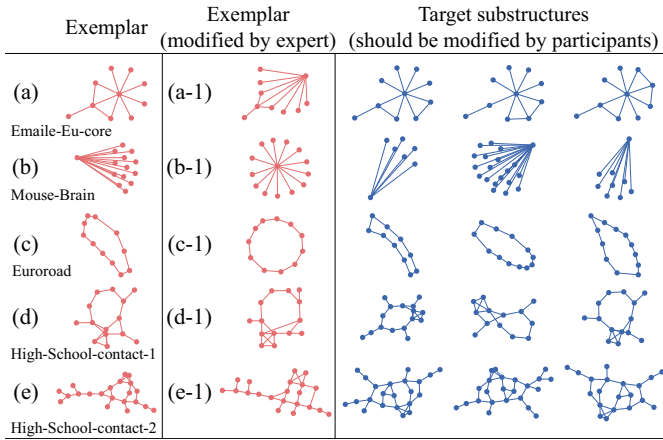 Exemplar
Exemplar
(modified by expert)
Target substructures
(should be modified by participants)
(a)
(a-1)
Emaile-Eu-core
(b)
(b-1)
Mouse-Brain
(c)
(c-1)
Euroroad
(d)
(d-1)
High-School-contact-1
(e)
(e-1)
High-School-contact-2